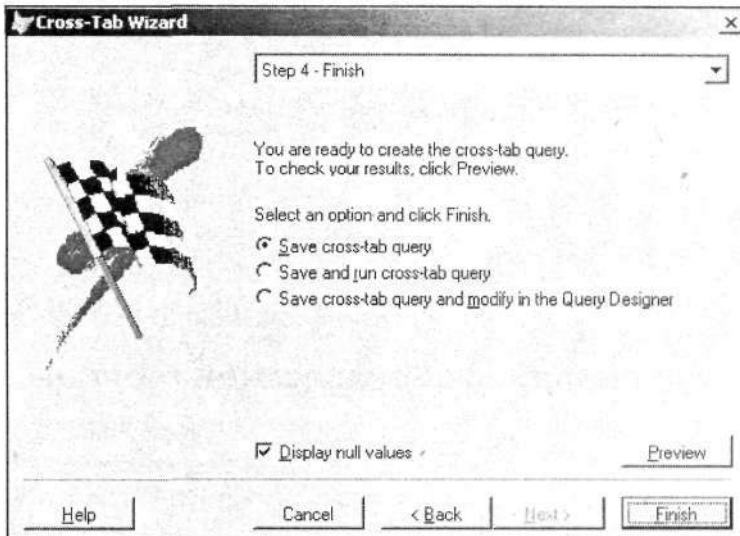 Cross-Tab Wizard
Step 4 - Finish
You are ready to create the cross-tab query.
To check your results, click Preview.
Select an option and click Finish.
Save cross-tab query
Save and run cross-tab query
Save cross-tab query and modify in the Query Designer
Display null values
Preview
Help
Cancel
< Back
Next >
Finish